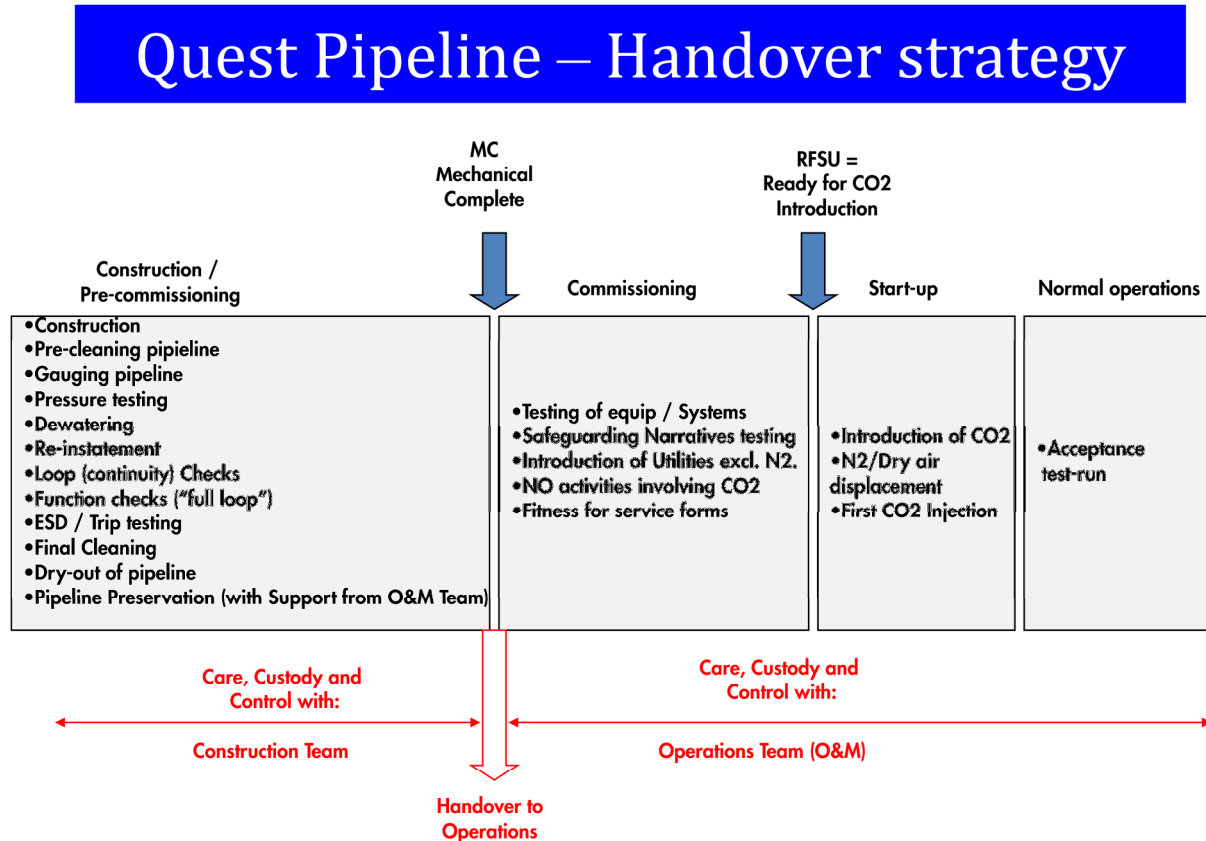 Quest Pipeline – Handover strategy
MC
Mechanical
Complete
RFSU =
Ready for CO2
Introduction
Construction /
Pre-commissioning
Commissioning
Start-up
Normal operations
•Construction
•Pre-cleaning pipieline
•Gauging pipeline
•Pressure testing
•Dewatering
•Re-instatement
•Loop (continuity) Checks
•Function checks (“full loop”)
•ESD / Trip testing
•Final Cleaning
•Dry-out of pipeline
•Pipeline Preservation (with Support from O&M Team)
•Testing of equip / Systems
•Safeguarding Narratives testing
•Introduction of Utilities excl. N2.
•NO activities involving CO2
•Fitness for service forms
•Introduction of CO2
•N2/Dry air
displacement
•First CO2 Injection
•Acceptance
test-run
Care, Custody and
Control with:
Construction Team
Care, Custody and
Control with:
Operations Team (O&M)
Handover to
Operations